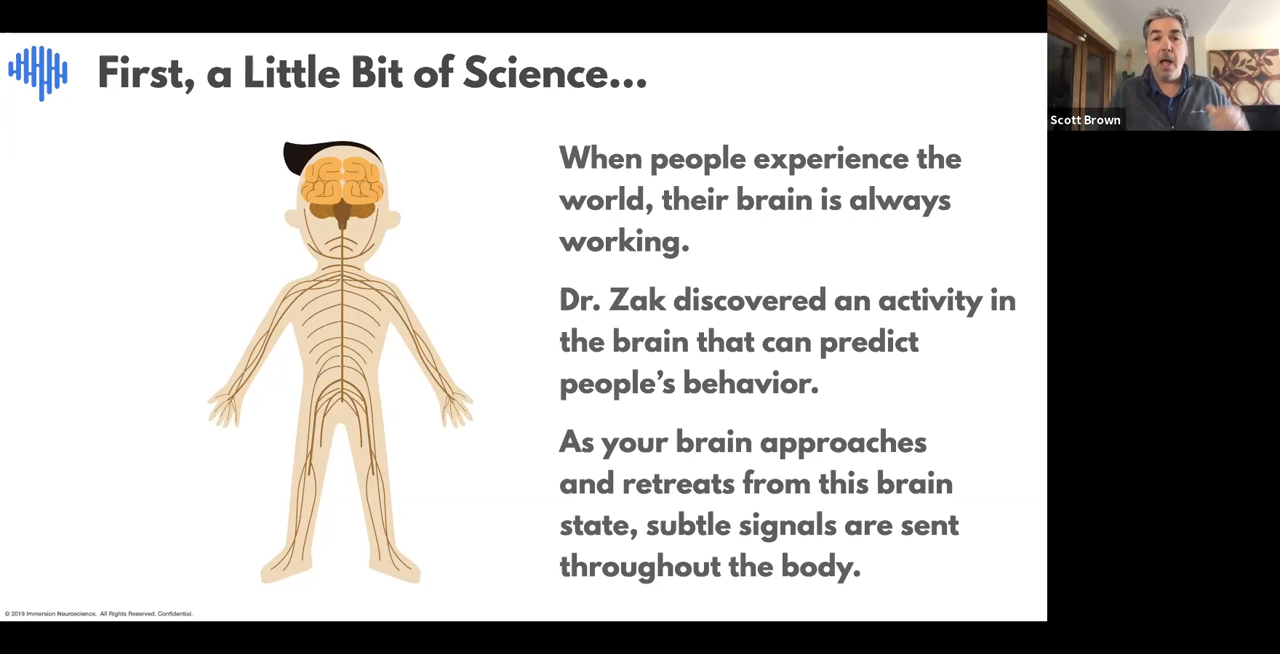 First, a Little Bit of Science...
Scott Brown
When people experience the
world, their brain is always
working.
Dr. Zak discovered an activity in
the brain that can predict
people’s behavior.
As your brain approaches
and retreats from this brain
state, subtle signals are sent
throughout the body.
© 2019 Immersion Neuroscience. All Rights Reserved. Confidential.